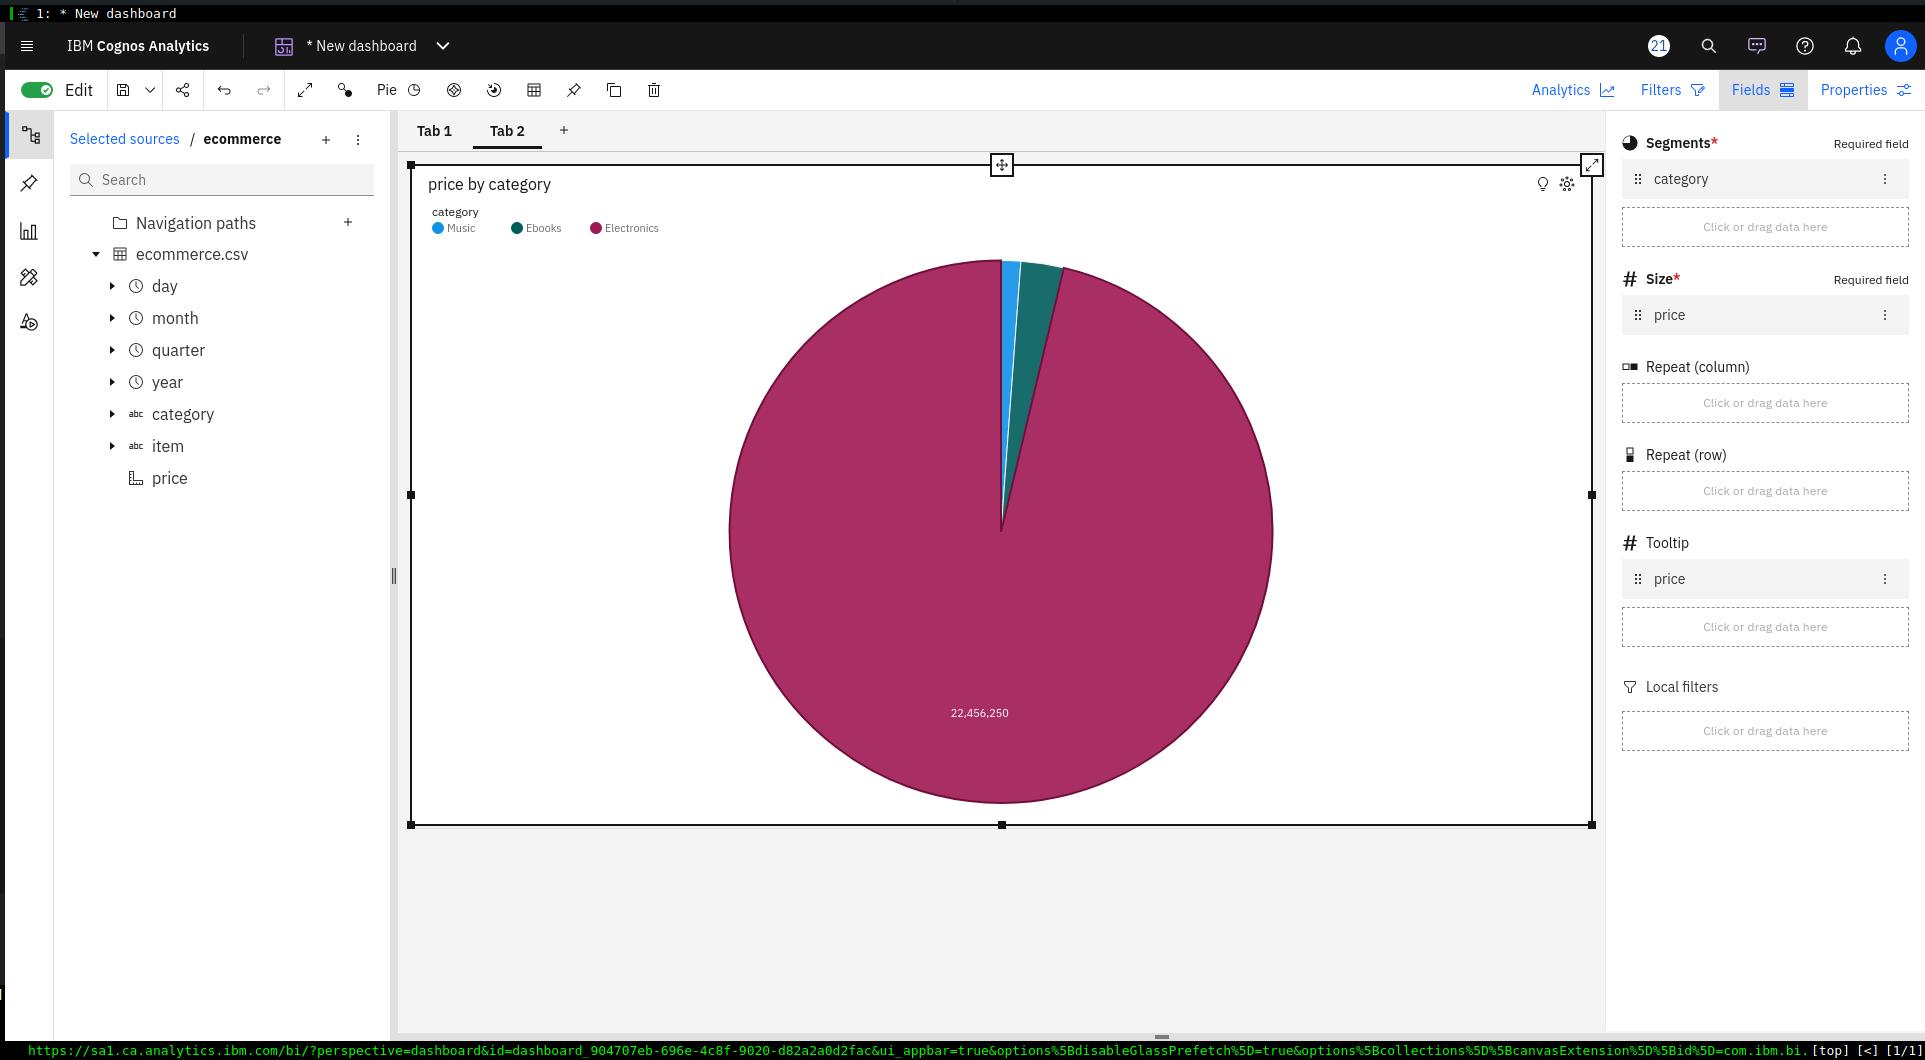 1: * New dashboard
IBM Cognos Analytics
* New dashboard
21
Edit
Pie
Analytics
Filters
Fields
Properties
Selected sources / ecommerce
Search
Navigation paths
ecommerce.csv
day
month
quarter
year
abc category
abc item
price
Tab 1
Tab 2
price by category
category
Music
Ebooks
Electronics
22,456,250
Segments*
Required field
category
Click or drag data here
# Size*
Required field
price
Repeat (column)
Click or drag data here
Repeat (row)
Click or drag data here
# Tooltip
price
Click or drag data here
Local filters
Click or drag data here
https://sa1.ca.analytics.ibm.com/bi/?perspective=dashboard&id=dashboard_904707eb-696e-4c8f-9020-d82a2a0d2fac&ui_appbar=true&options%5BdisableGlassPrefetch%5D=true&options%5Bcollections%5D%5BcanvasExtension%5D%5Bid%5D=com.ibm.bi. [top] [<] [1/1]